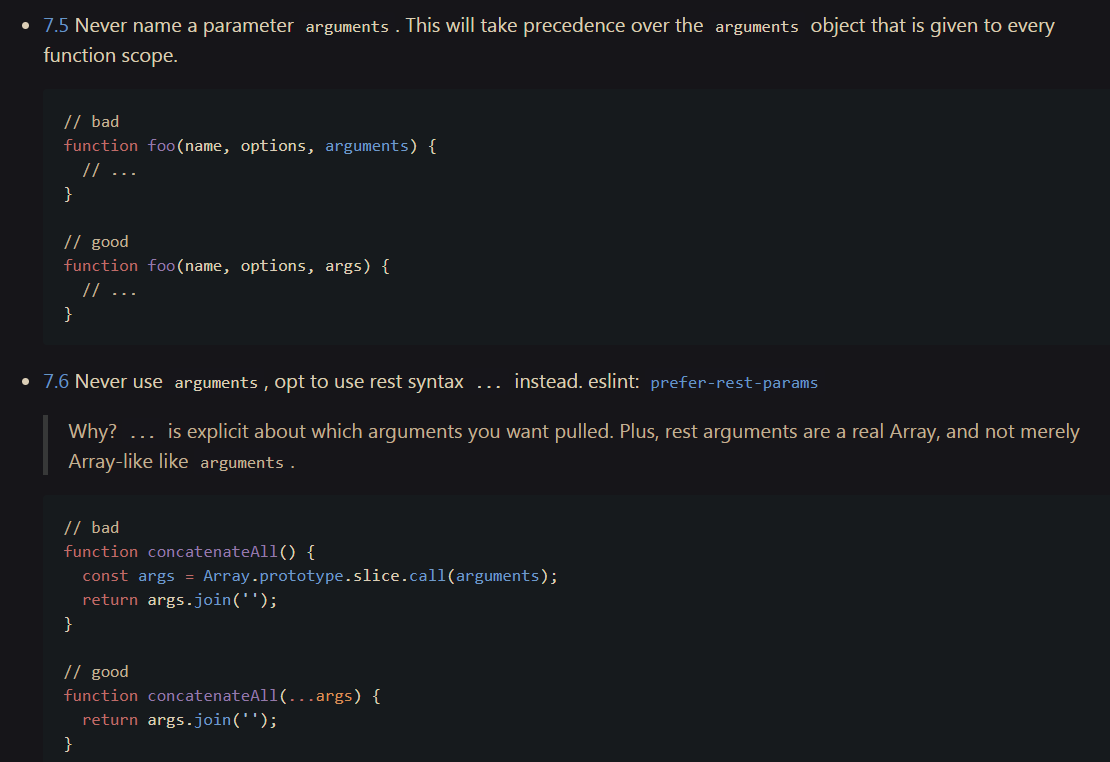 • 7.5 Never name a parameter arguments. This will take precedence over the arguments object that is given to every
function scope.
// bad
function foo(name, options, arguments) {
  // ...
}
// good
function foo(name, options, args) {
  // ...
}
• 7.6 Never use arguments, opt to use rest syntax ... instead. eslint: prefer-rest-params
Why? ... is explicit about which arguments you want pulled. Plus, rest arguments are a real Array, and not merely
Array-like like arguments.
// bad
function concatenateAll() {
  const args = Array.prototype.slice.call(arguments);
  return args.join('');
}
// good
function concatenateAll(...args) {
  return args.join('');
}